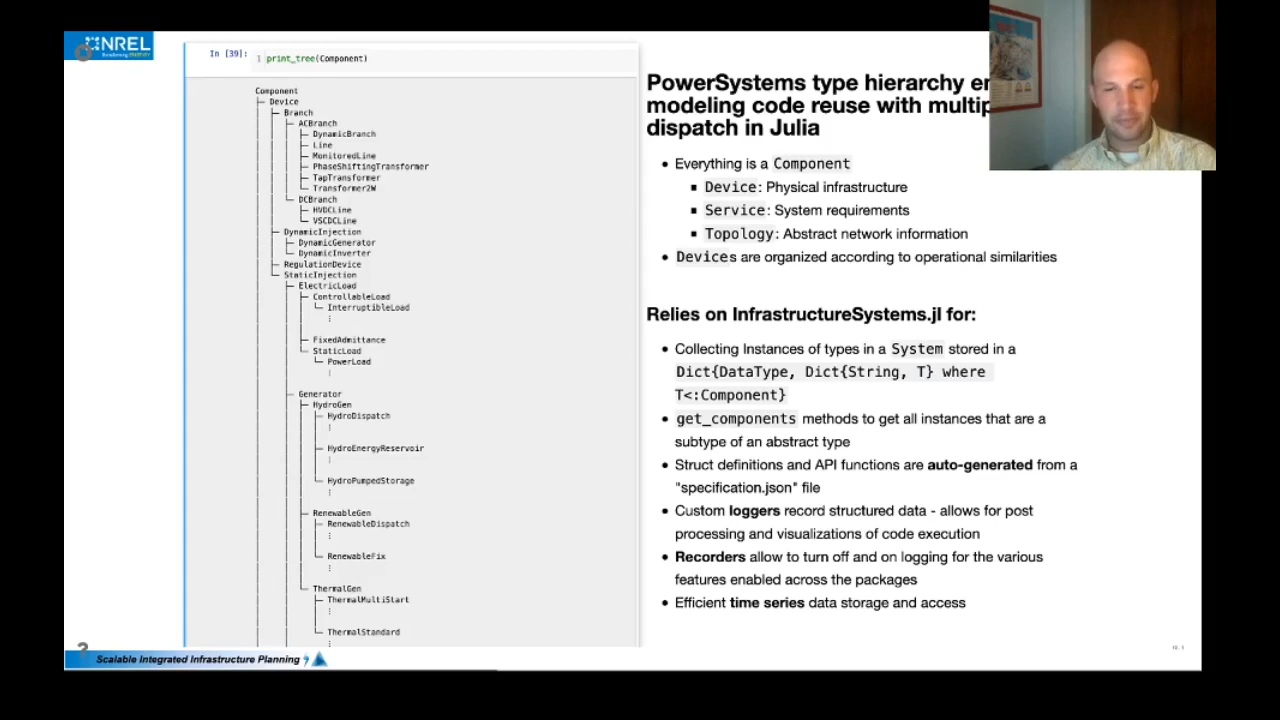 NREL
In [39]:
1 print_tree(Component)
Component
├─ Device
│ ├─ Branch
│ │ ├─ ACBranch
│ │ │ ├─ DynamicBranch
│ │ │ ├─ Line
│ │ │ ├─ MonitoredLine
│ │ │ ├─ PhaseShiftingTransformer
│ │ │ ├─ TapTransformer
│ │ │ └─ Transformer2W
│ │ └─ DCBranch
│ │ ├─ HVDCLine
│ │ └─ VSCDCLine
│ ├─ DynamicInjection
│ │ ├─ DynamicGenerator
│ │ └─ DynamicInverter
│ ├─ RegulationDevice
│ └─ StaticInjection
│ ├─ ElectricLoad
│ │ ├─ ControllableLoad
│ │ │ └─ InterruptibleLoad
│ │ │ ⋮
│ │ ├─ FixedAdmittance
│ │ └─ StaticLoad
│ │ └─ PowerLoad
│ │ ⋮
│ ├─ Generator
│ │ ├─ HydroGen
│ │ │ ├─ HydroDispatch
│ │ │ │ ⋮
│ │ │ ├─ HydroEnergyReservoir
│ │ │ │ ⋮
│ │ │ └─ HydroPumpedStorage
│ │ │ ⋮
│ │ ├─ RenewableGen
│ │ │ ├─ RenewableDispatch
│ │ │ │ ⋮
│ │ │ └─ RenewableFix
│ │ │ ⋮
│ │ └─ ThermalGen
│ │ ├─ ThermalMultiStart
│ │ │ ⋮
│ │ └─ ThermalStandard
│ │ ⋮
PowerSystems type hierarchy en
modeling code reuse with multip
dispatch in Julia
• Everything is a Component
▪ Device: Physical infrastructure
▪ Service: System requirements
▪ Topology: Abstract network information
• Devices are organized according to operational similarities
Relies on InfrastructureSystems.jl for:
• Collecting Instances of types in a System stored in a
Dict{DataType, Dict{String, T} where
T<:Component}
• get_components methods to get all instances that are a
subtype of an abstract type
• Struct definitions and API functions are auto-generated from a
"specification.json" file
• Custom loggers record structured data - allows for post
processing and visualizations of code execution
• Recorders allow to turn off and on logging for the various
features enabled across the packages
• Efficient time series data storage and access
Scalable Integrated Infrastructure Planning